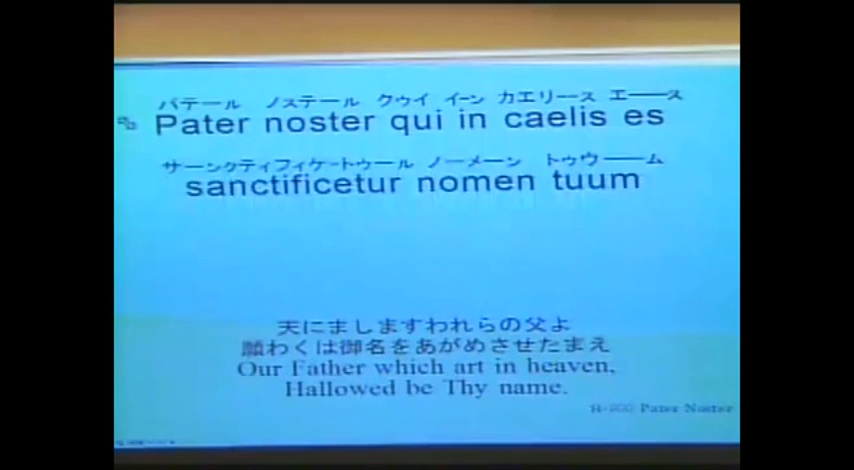 パテール ノステール クゥイ イーン カエリース エース
Pater noster qui in caelis es
サーンクティフィケートゥール ノーメーン トゥウーム
sanctificetur nomen tuum
天にましますわれらの父よ
願わくは御名をあがめさせたまえ
Our Father which art in heaven,
Hallowed be Thy name.
Pater Noster